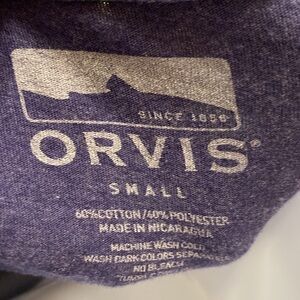 SINCE 1856
ORVIS®
SMALL
60%COTTON/40%POLYESTER
MADE IN NICARAGUA
MACHINE WASH COLD
WASH DARK COLORS
NO BLEACH